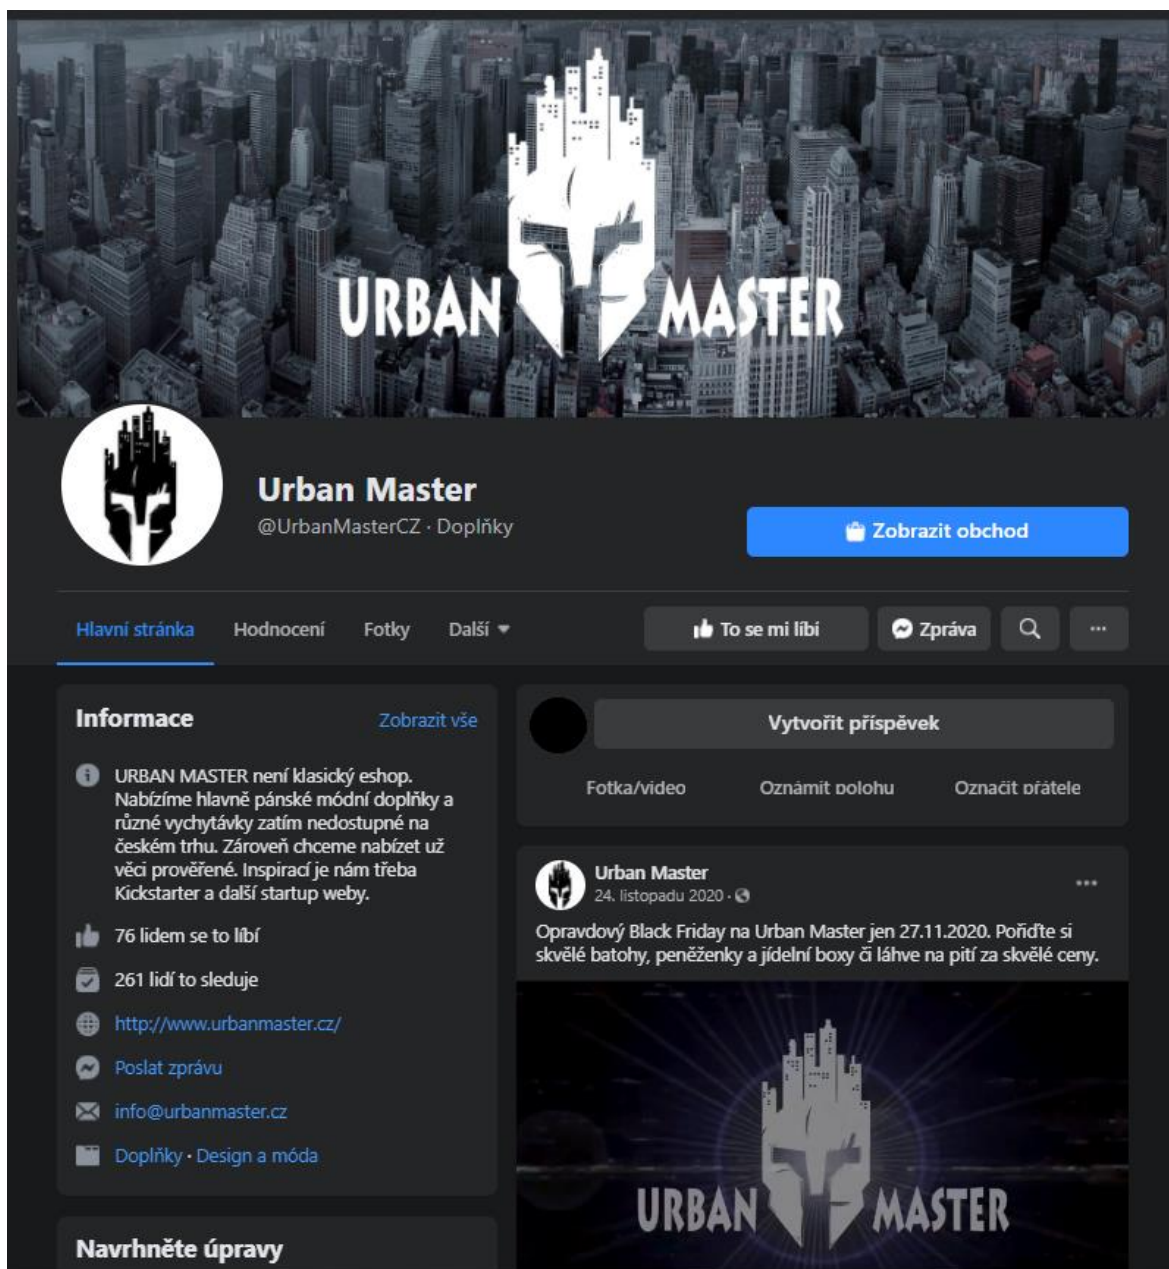 URBAN MASTER
Urban Master
@UrbanMasterCZ · Doplňky
Zobrazit obchod
Hlavní stránka
Hodnocení
Fotky
Další
To se mi líbí
Zpráva
Informace
Zobrazit vše
URBAN MASTER není klasický eshop.
Nabízíme hlavně pánské módní doplňky a
různé vychytávky zatím nedostupné na
českém trhu. Zároveň chceme nabízet už
věci prověřené. Inspirací je nám třeba
Kickstarter a další startup weby.
76 lidem se to líbí
261 lidí to sleduje
http://www.urbanmaster.cz/
Poslat zprávu
info@urbanmaster.cz
Doplňky · Design a móda
Navrhněte úpravy
Vytvořit příspěvek
Fotka/video
Oznámit polohu
Označit přátele
Urban Master
24. listopadu 2020 ·
Opravdový Black Friday na Urban Master jen 27.11.2020. Pořiďte si
skvělé batohy, peněženky a jídelní boxy či láhve na pití za skvělé ceny.
URBAN MASTER